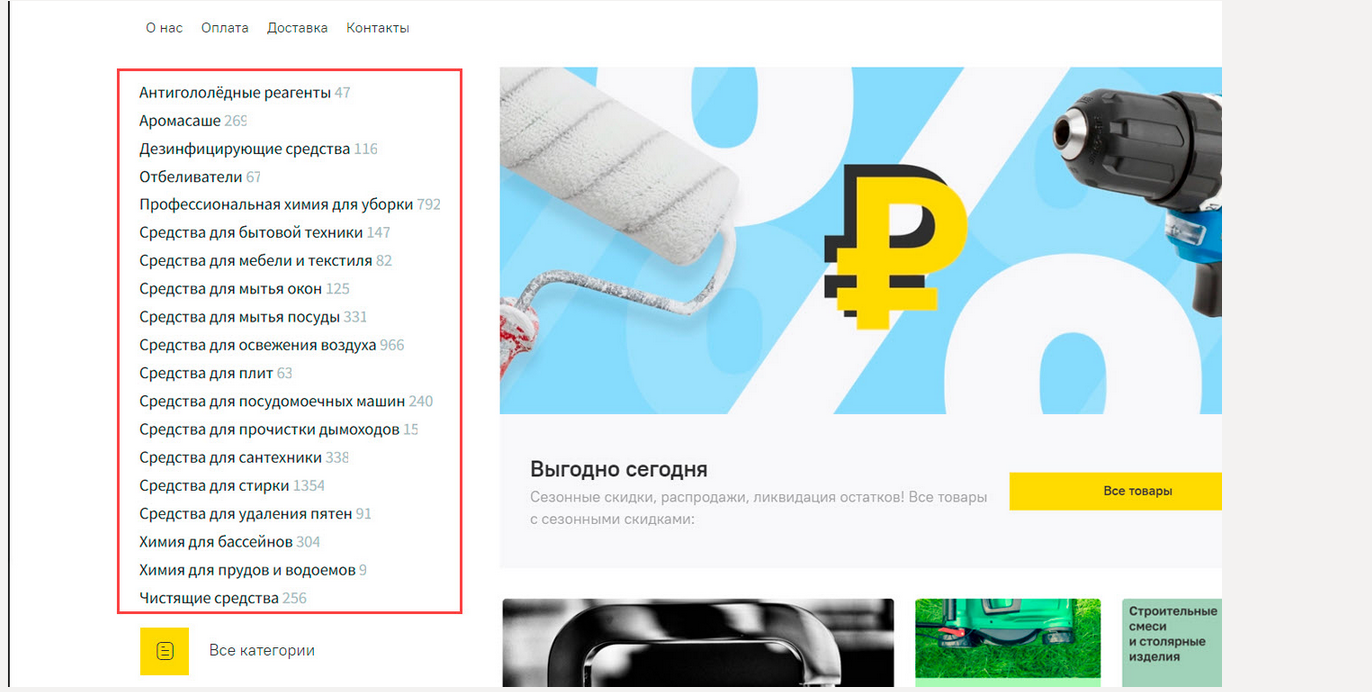 О нас Оплата Доставка Контакты
Антигололёдные реагенты 47
Аромасаше 269
Дезинфицирующие средства 116
Отбеливатели 67
Профессиональная химия для уборки 792
Средства для бытовой техники 147
Средства для мебели и текстиля 82
Средства для мытья окон 125
Средства для мытья посуды 331
Средства для освежения воздуха 966
Средства для плит 63
Средства для посудомоечных машин 240
Средства для прочистки дымоходов 15
Средства для сантехники 338
Средства для стирки 1354
Средства для удаления пятен 91
Химия для бассейнов 304
Химия для прудов и водоемов 9
Чистящие средства 256
Все категории
%
₽
%
Выгодно сегодня
Сезонные скидки, распродажи, ликвидация остатков! Все товары
с сезонными скидками:
Все товары
Строительные
смеси
и столярные
изделия